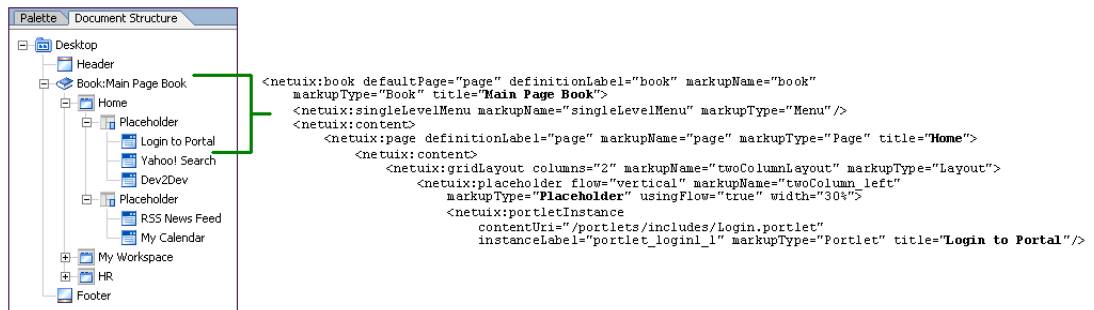 Palette
Document Structure
Desktop
Header
Book:Main Page Book
Home
Placeholder
Login to Portal
Yahoo! Search
Dev2Dev
Placeholder
RSS News Feed
My Calendar
My Workspace
HR
Footer
<netuix:book defaultPage="page" definitionLabel="book" markupName="book"
markupType="Book" title="Main Page Book">
<netuix:singleLevelMenu markupName="singleLevelMenu" markupType="Menu"/>
<netuix:content>
<netuix:page definitionLabel="page" markupName="page" markupType="Page" title="Home">
<netuix:content>
<netuix:gridLayout columns="2" markupName="twoColumnLayout" markupType="Layout">
<netuix:placeholder flow="vertical" markupName="twoColumn_left"
markupType="Placeholder" usingFlow="true" width="30%">
<netuix:portletInstance
contentUri="/portlets/includes/Login.portlet"
instanceLabel="portlet_login1_1" markupType="Portlet" title="Login to Portal"/>